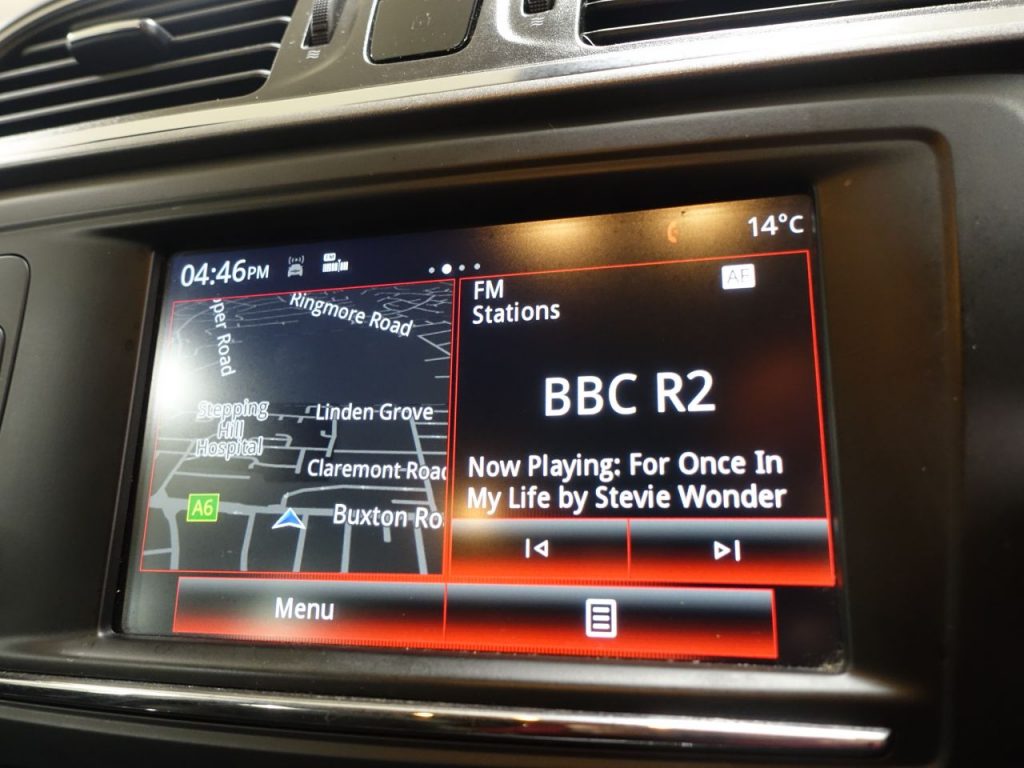 04:46PM
14°C
Ringmore Road
pper Road
Stepping
Hill
Hospital
Linden Grove
Claremont Road
A6
Buxton Ro
FM
Stations
AF
BBC R2
Now Playing: For Once In
My Life by Stevie Wonder
Menu